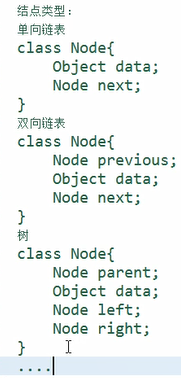 结点类型:
单向链表
class Node{
    Object data;
    Node next;
}
双向链表
class Node{
    Node previous;
    Object data;
    Node next;
}
树
class Node{
    Node parent;
    Object data;
    Node left;
    Node right;
}
....